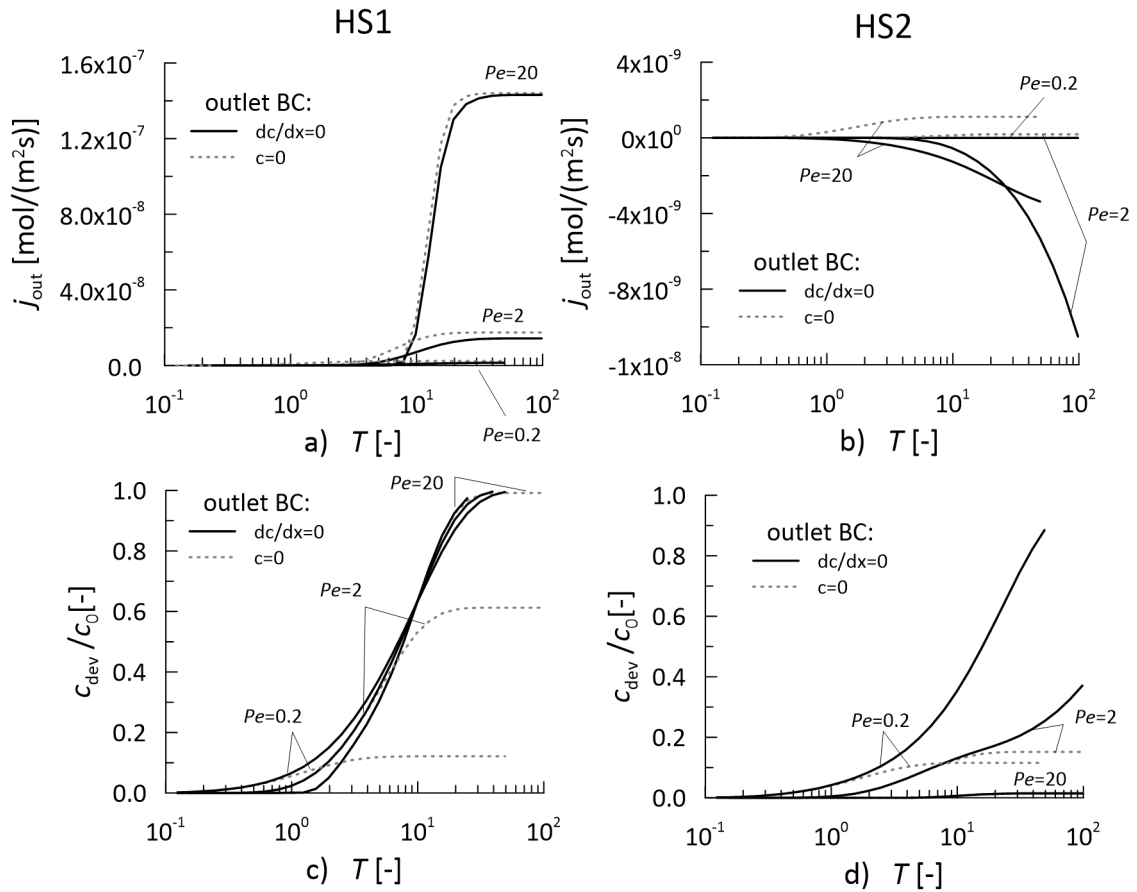 HS1
HS2
1.6x10⁻⁷
1.2x10⁻⁷
8.0x10⁻⁸
4.0x10⁻⁸
0.0
j_out [mol/(m²s)]
outlet BC:
dc/dx=0
c=0
Pe=20
Pe=2
Pe=0.2
10⁻¹ 10⁰ 10¹ 10²
a) T [-]
4x10⁻⁹
0x10⁰
-4x10⁻⁹
-8x10⁻⁹
-1x10⁻⁸
j_out [mol/(m²s)]
Pe=0.2
Pe=20
Pe=2
outlet BC:
dc/dx=0
c=0
10⁻¹ 10⁰ 10¹ 10²
b) T [-]
1.0
0.8
0.6
0.4
0.2
0.0
c_dev /c_0[-]
outlet BC:
dc/dx=0
c=0
Pe=20
Pe=2
Pe=0.2
10⁻¹ 10⁰ 10¹ 10²
c) T [-]
1.0
0.8
0.6
0.4
0.2
0.0
c_dev /c_0[-]
outlet BC:
dc/dx=0
c=0
Pe=0.2
Pe=2
Pe=20
10⁻¹ 10⁰ 10¹ 10²
d) T [-]